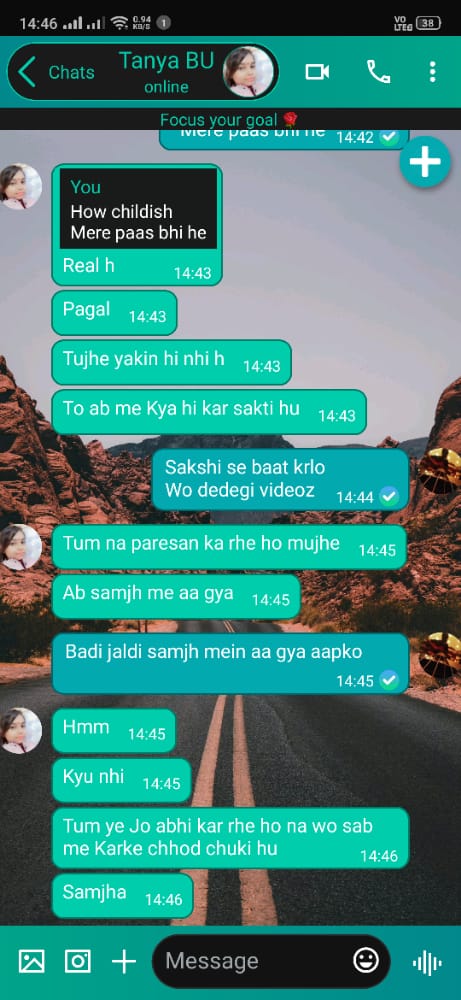 14:46
0.94
KB/S
1
VO
LTE
38
Chats
Tanya BU
online
Focus your goal
Mere paas bhi he
14:42
You
How childish
Mere paas bhi he
Real h
14:43
Pagal
14:43
Tujhe yakin hi nhi h
14:43
To ab me Kya hi kar sakti hu
14:43
Sakshi se baat krlo
Wo dedegi videoz
14:44
Tum na paresan ka rhe ho mujhe
14:45
Ab samjh me aa gya
14:45
Badi jaldi samjh mein aa gya aapko
14:45
Hmm
14:45
Kyu nhi
14:45
Tum ye Jo abhi kar rhe ho na wo sab
me Karke chhod chuki hu
14:46
Samjha
14:46
Message